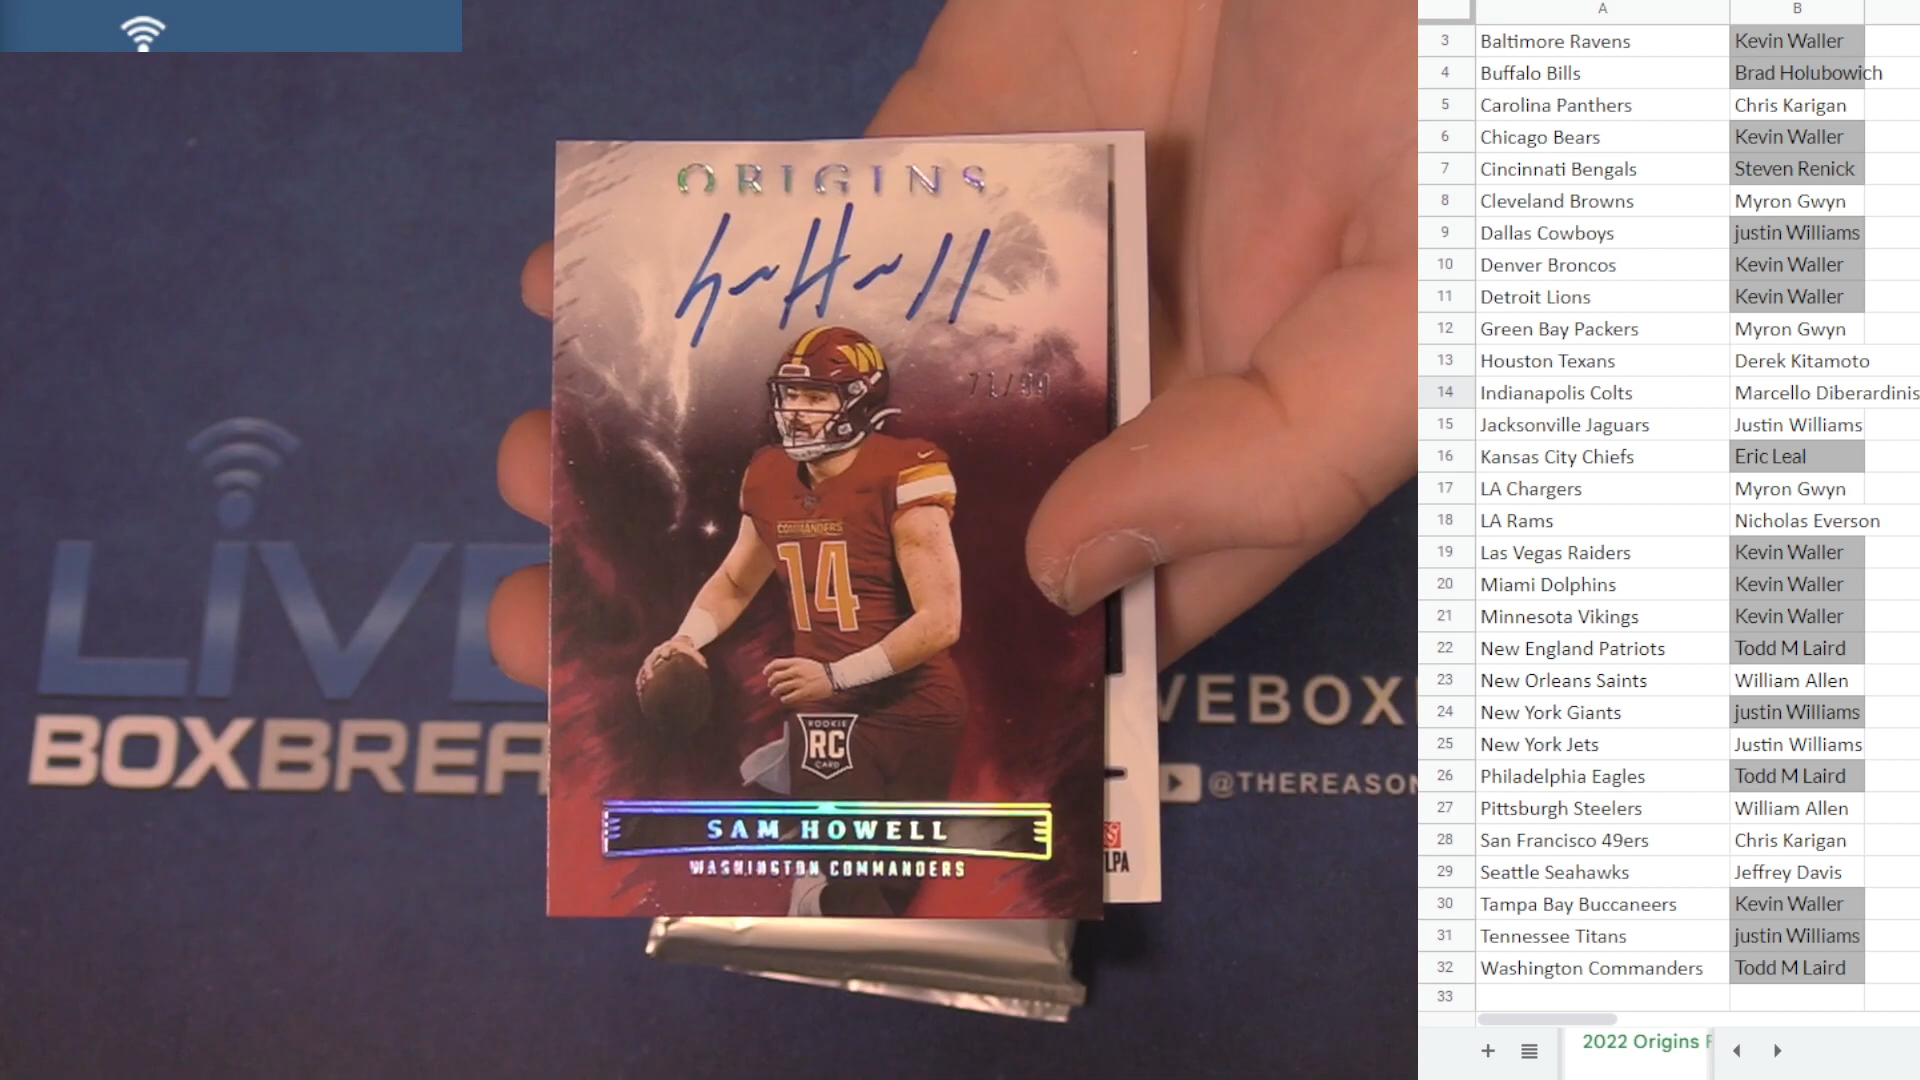 ORIGINS
71/99
COMMANDERS
14
ROOKIE
RC
CARD
SAM HOWELL
WASHINGTON COMMANDERS
LPA
LIVE
BOXBREA
VEBOX
@THEREASON
A B
3 Baltimore Ravens Kevin Waller
4 Buffalo Bills Brad Holubowich
5 Carolina Panthers Chris Karigan
6 Chicago Bears Kevin Waller
7 Cincinnati Bengals Steven Renick
8 Cleveland Browns Myron Gwyn
9 Dallas Cowboys justin Williams
10 Denver Broncos Kevin Waller
11 Detroit Lions Kevin Waller
12 Green Bay Packers Myron Gwyn
13 Houston Texans Derek Kitamoto
14 Indianapolis Colts Marcello Diberardinis
15 Jacksonville Jaguars Justin Williams
16 Kansas City Chiefs Eric Leal
17 LA Chargers Myron Gwyn
18 LA Rams Nicholas Everson
19 Las Vegas Raiders Kevin Waller
20 Miami Dolphins Kevin Waller
21 Minnesota Vikings Kevin Waller
22 New England Patriots Todd M Laird
23 New Orleans Saints William Allen
24 New York Giants justin Williams
25 New York Jets Justin Williams
26 Philadelphia Eagles Todd M Laird
27 Pittsburgh Steelers William Allen
28 San Francisco 49ers Chris Karigan
29 Seattle Seahawks Jeffrey Davis
30 Tampa Bay Buccaneers Kevin Waller
31 Tennessee Titans justin Williams
32 Washington Commanders Todd M Laird
33
2022 Origins F